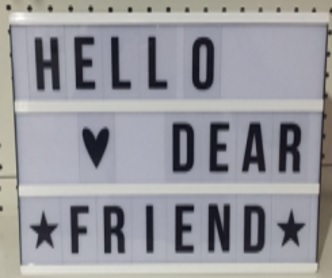 HELLO
♥ DEAR
★FRIEND★